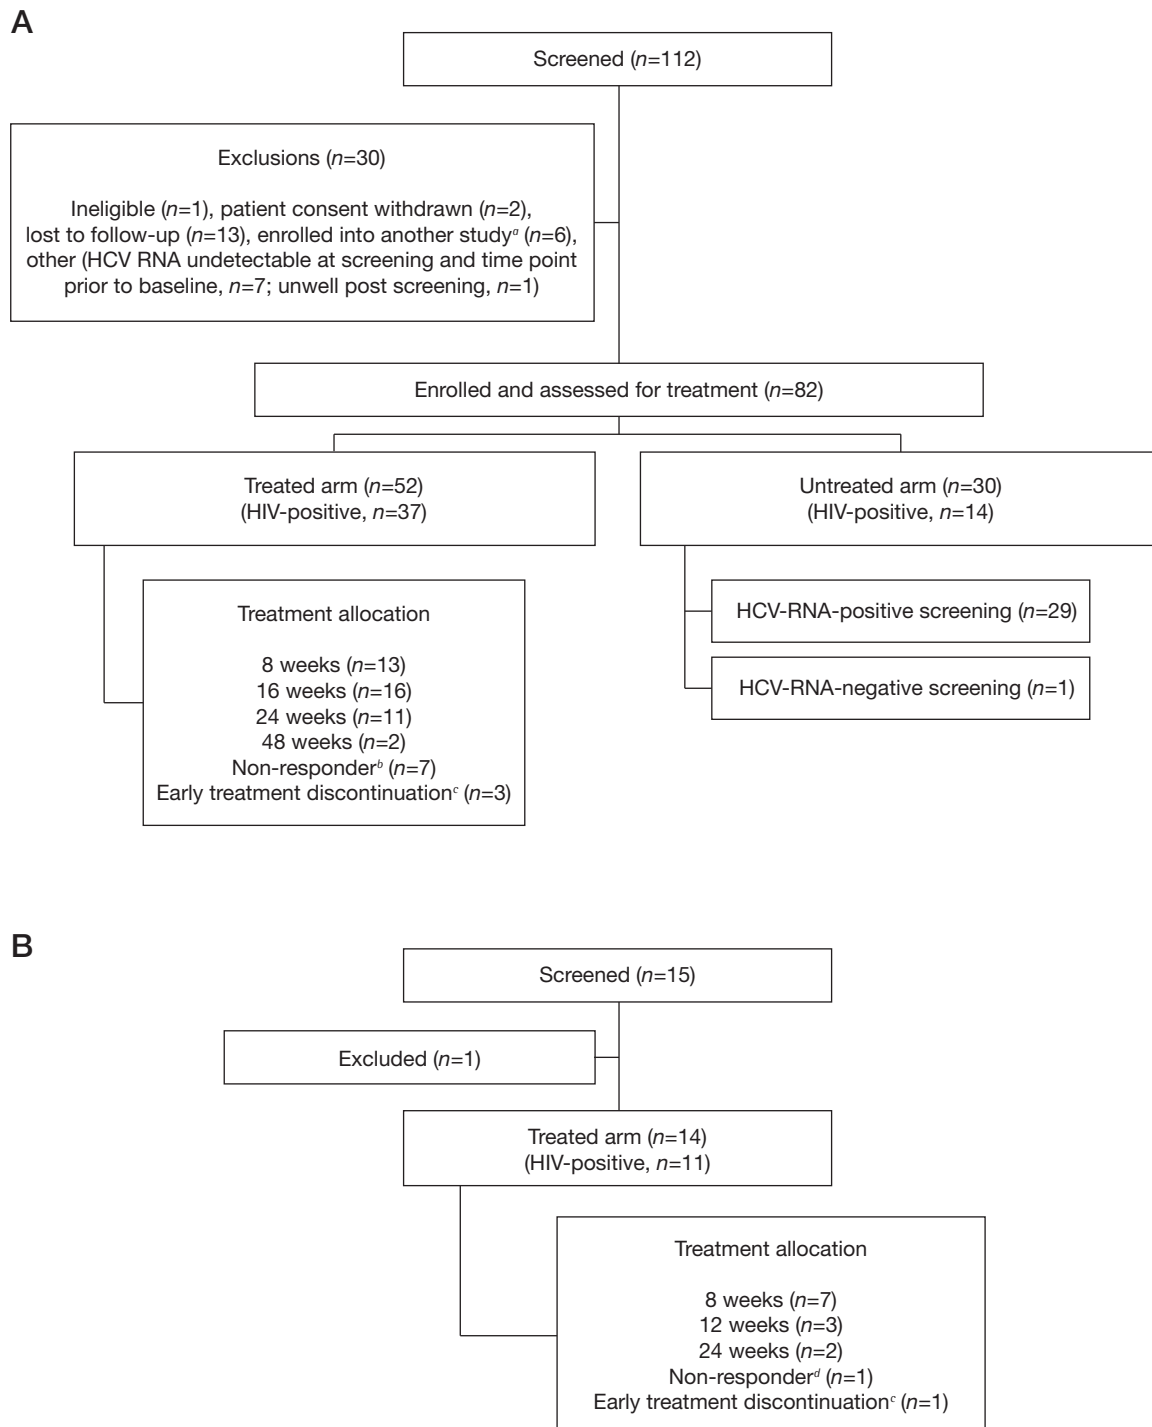 A
Screened (n=112)
Exclusions (n=30)
Ineligible (n=1), patient consent withdrawn (n=2),
lost to follow-up (n=13), enrolled into another studyᵃ (n=6),
other (HCV RNA undetectable at screening and time point
prior to baseline, n=7; unwell post screening, n=1)
Enrolled and assessed for treatment (n=82)
Treated arm (n=52)
(HIV-positive, n=37)
Untreated arm (n=30)
(HIV-positive, n=14)
Treatment allocation
8 weeks (n=13)
16 weeks (n=16)
24 weeks (n=11)
48 weeks (n=2)
Non-responderᵇ (n=7)
Early treatment discontinuationᶜ (n=3)
HCV-RNA-positive screening (n=29)
HCV-RNA-negative screening (n=1)
B
Screened (n=15)
Excluded (n=1)
Treated arm (n=14)
(HIV-positive, n=11)
Treatment allocation
8 weeks (n=7)
12 weeks (n=3)
24 weeks (n=2)
Non-responderᵈ (n=1)
Early treatment discontinuationᶜ (n=1)